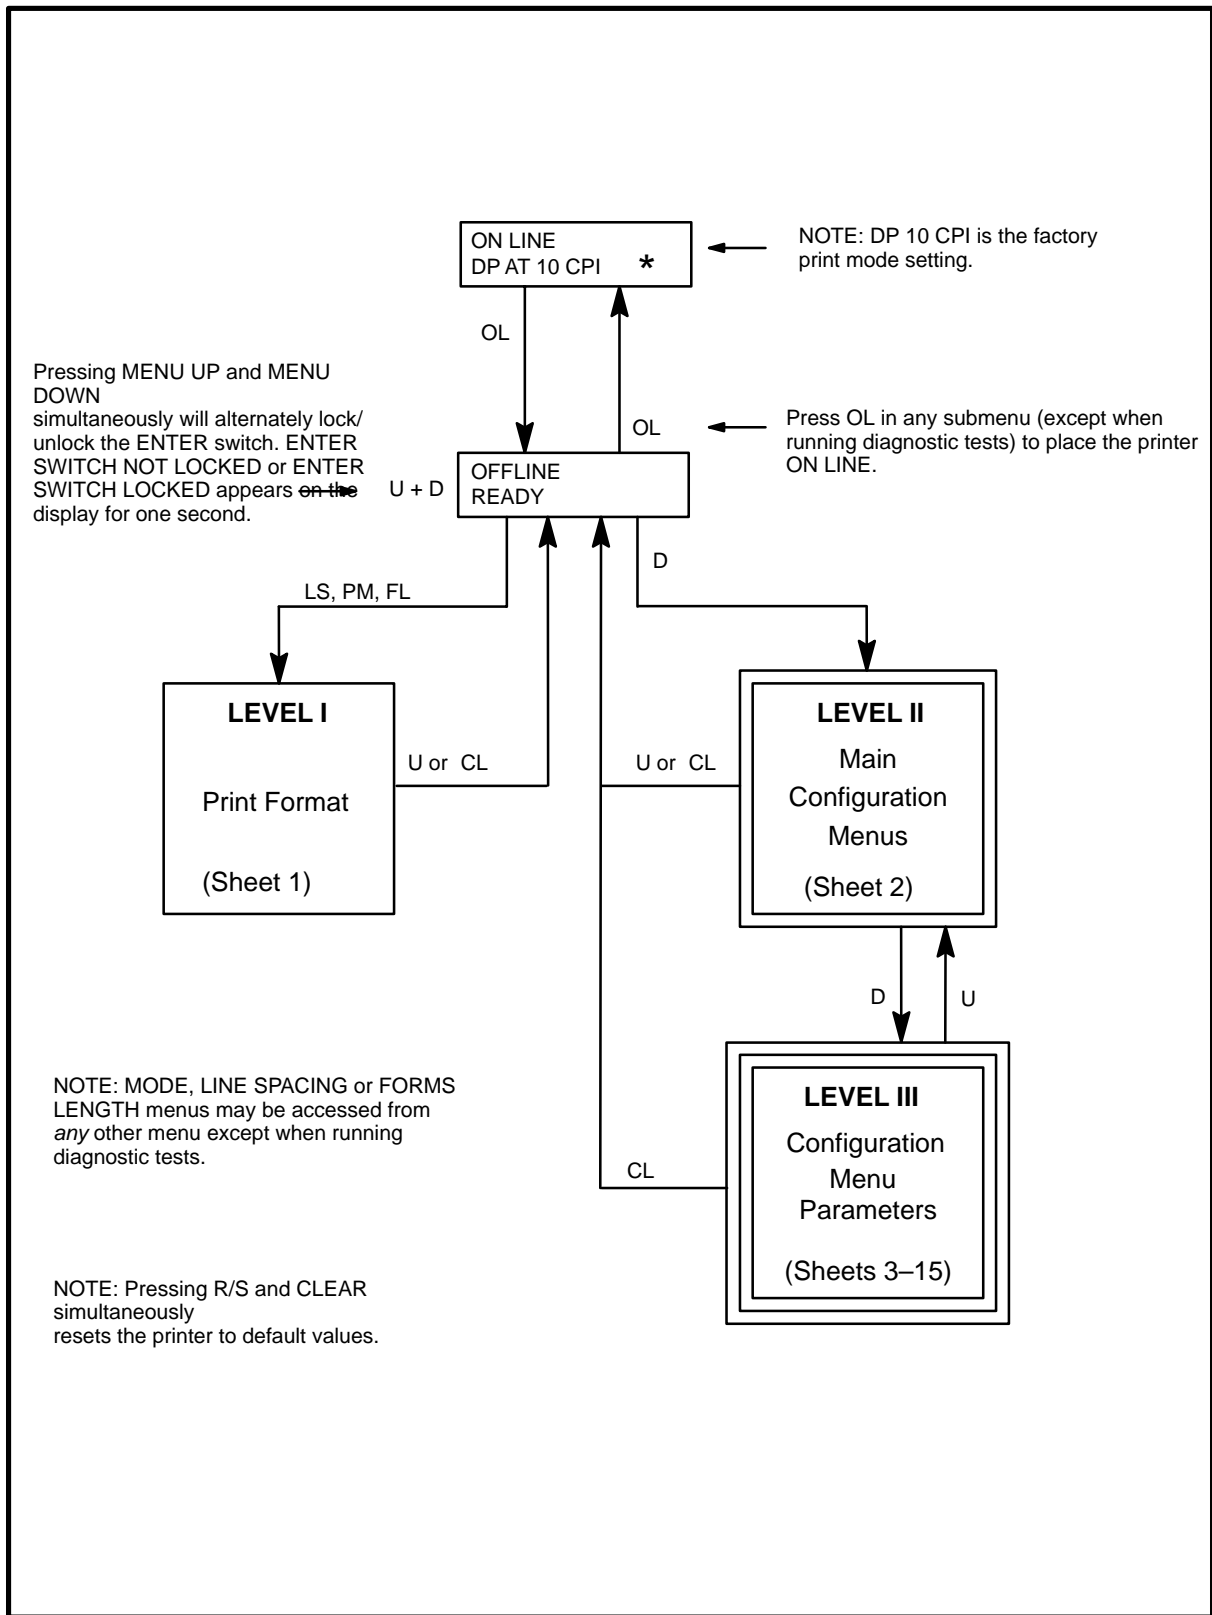 ON LINE
DP AT 10 CPI *
NOTE: DP 10 CPI is the factory
print mode setting.
OL
Pressing MENU UP and MENU
DOWN
simultaneously will alternately lock/
unlock the ENTER switch. ENTER
SWITCH NOT LOCKED or ENTER
SWITCH LOCKED appears on the
display for one second.
OL
Press OL in any submenu (except when
running diagnostic tests) to place the printer
ON LINE.
U + D
OFFLINE
READY
LS, PM, FL
D
LEVEL I
Print Format
(Sheet 1)
U or CL
U or CL
LEVEL II
Main
Configuration
Menus
(Sheet 2)
D
U
NOTE: MODE, LINE SPACING or FORMS
LENGTH menus may be accessed from
any other menu except when running
diagnostic tests.
CL
LEVEL III
Configuration
Menu
Parameters
(Sheets 3–15)
NOTE: Pressing R/S and CLEAR
simultaneously
resets the printer to default values.